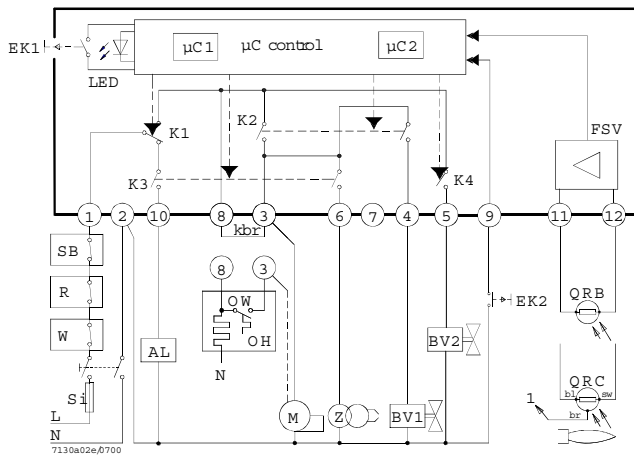 µC1 µC control µC2
EK1
LED
FSV
K1 K2
K3 K4
1 2 10 8 3 6 7 4 5 9 11 12
kbr
SB
8 3
R
OW
EK2
QRB
W
OH
AL
BV2
N
Si
QRC
bl sw
L
M Z BV1
1 br
N
7130a02e/0700